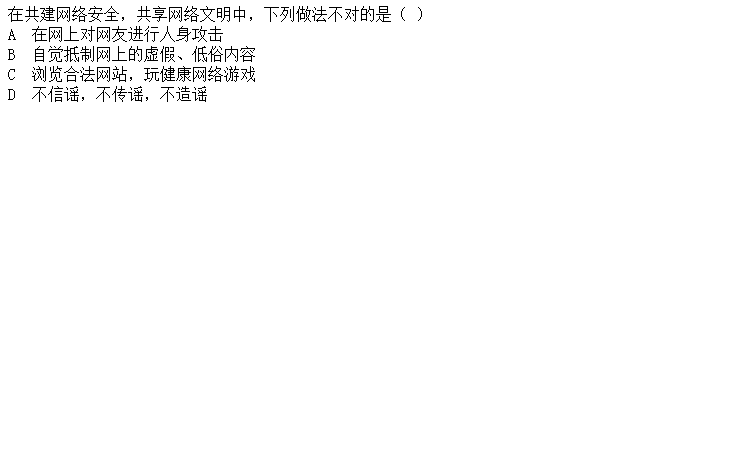 在共建网络安全，共享网络文明中，下列做法不对的是（ ）
A 在网上对网友进行人身攻击
B 自觉抵制网上的虚假、低俗内容
C 浏览合法网站，玩健康网络游戏
D 不信谣，不传谣，不造谣